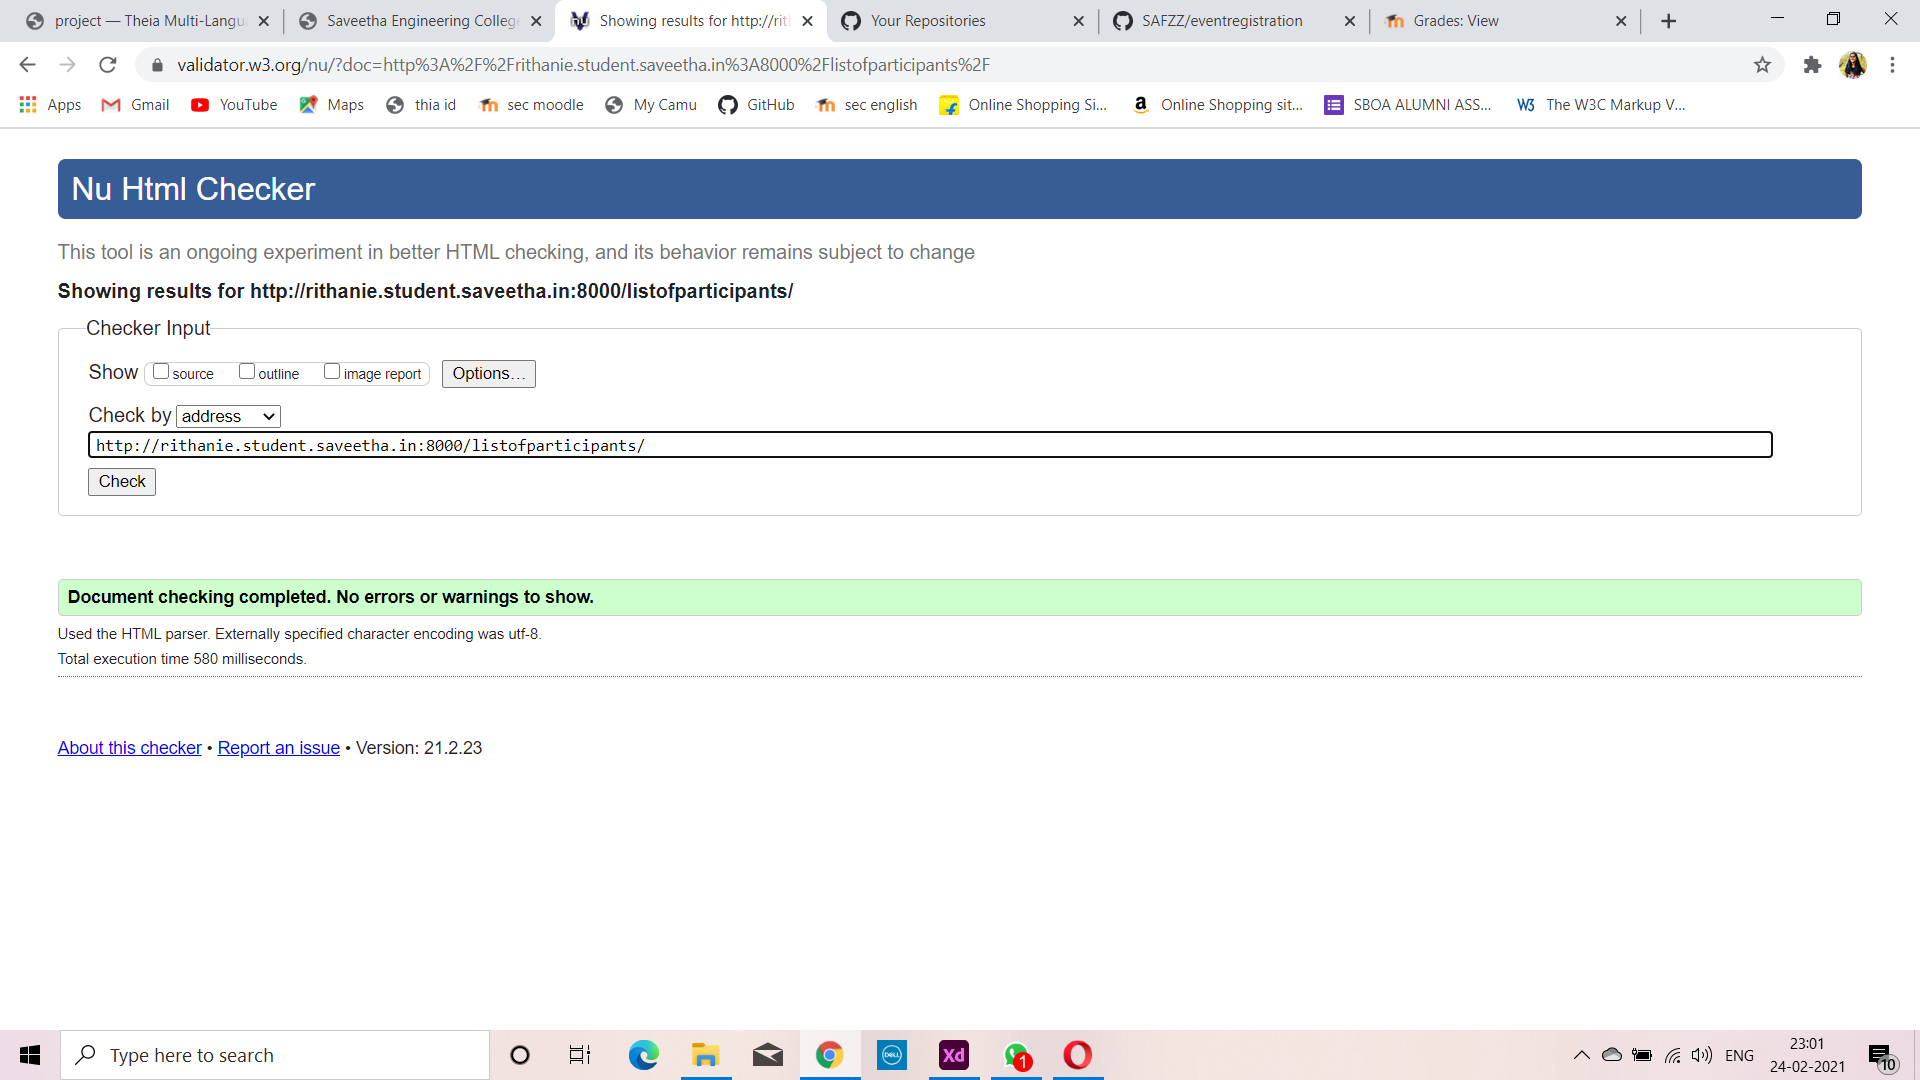 project — Theia Multi-Langu
Saveetha Engineering College
Showing results for http://rith
Your Repositories
SAFZZ/eventregistration
Grades: View
validator.w3.org/nu/?doc=http%3A%2F%2Frithanie.student.saveetha.in%3A8000%2Flistofparticipants%2F
Apps
Gmail
YouTube
Maps
thia id
sec moodle
My Camu
GitHub
sec english
Online Shopping Si...
Online Shopping sit...
SBOA ALUMNI ASS...
The W3C Markup V...
Nu Html Checker
This tool is an ongoing experiment in better HTML checking, and its behavior remains subject to change
Showing results for http://rithanie.student.saveetha.in:8000/listofparticipants/
Checker Input
Show source outline image report Options...
Check by address
http://rithanie.student.saveetha.in:8000/listofparticipants/
Check
Document checking completed. No errors or warnings to show.
Used the HTML parser. Externally specified character encoding was utf-8.
Total execution time 580 milliseconds.
About this checker • Report an issue • Version: 21.2.23
Type here to search
DELL
Xd
1
ENG
23:01
24-02-2021
10